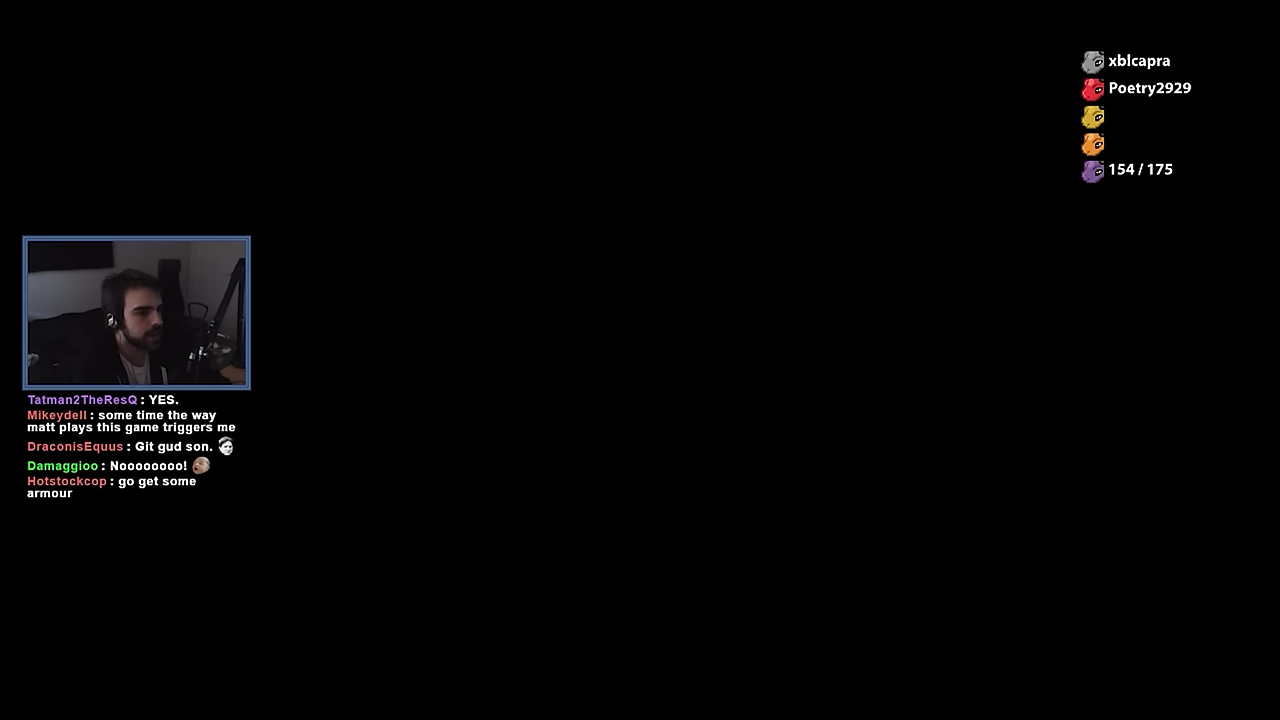 xblcapra
Poetry2929
154 / 175
Tatman2TheResQ : YES.
Mikeydell : some time the way
matt plays this game triggers me
DraconisEquus : Git gud son.
Damaggioo : Noooooooo!
Hotstockcop : go get some
armour